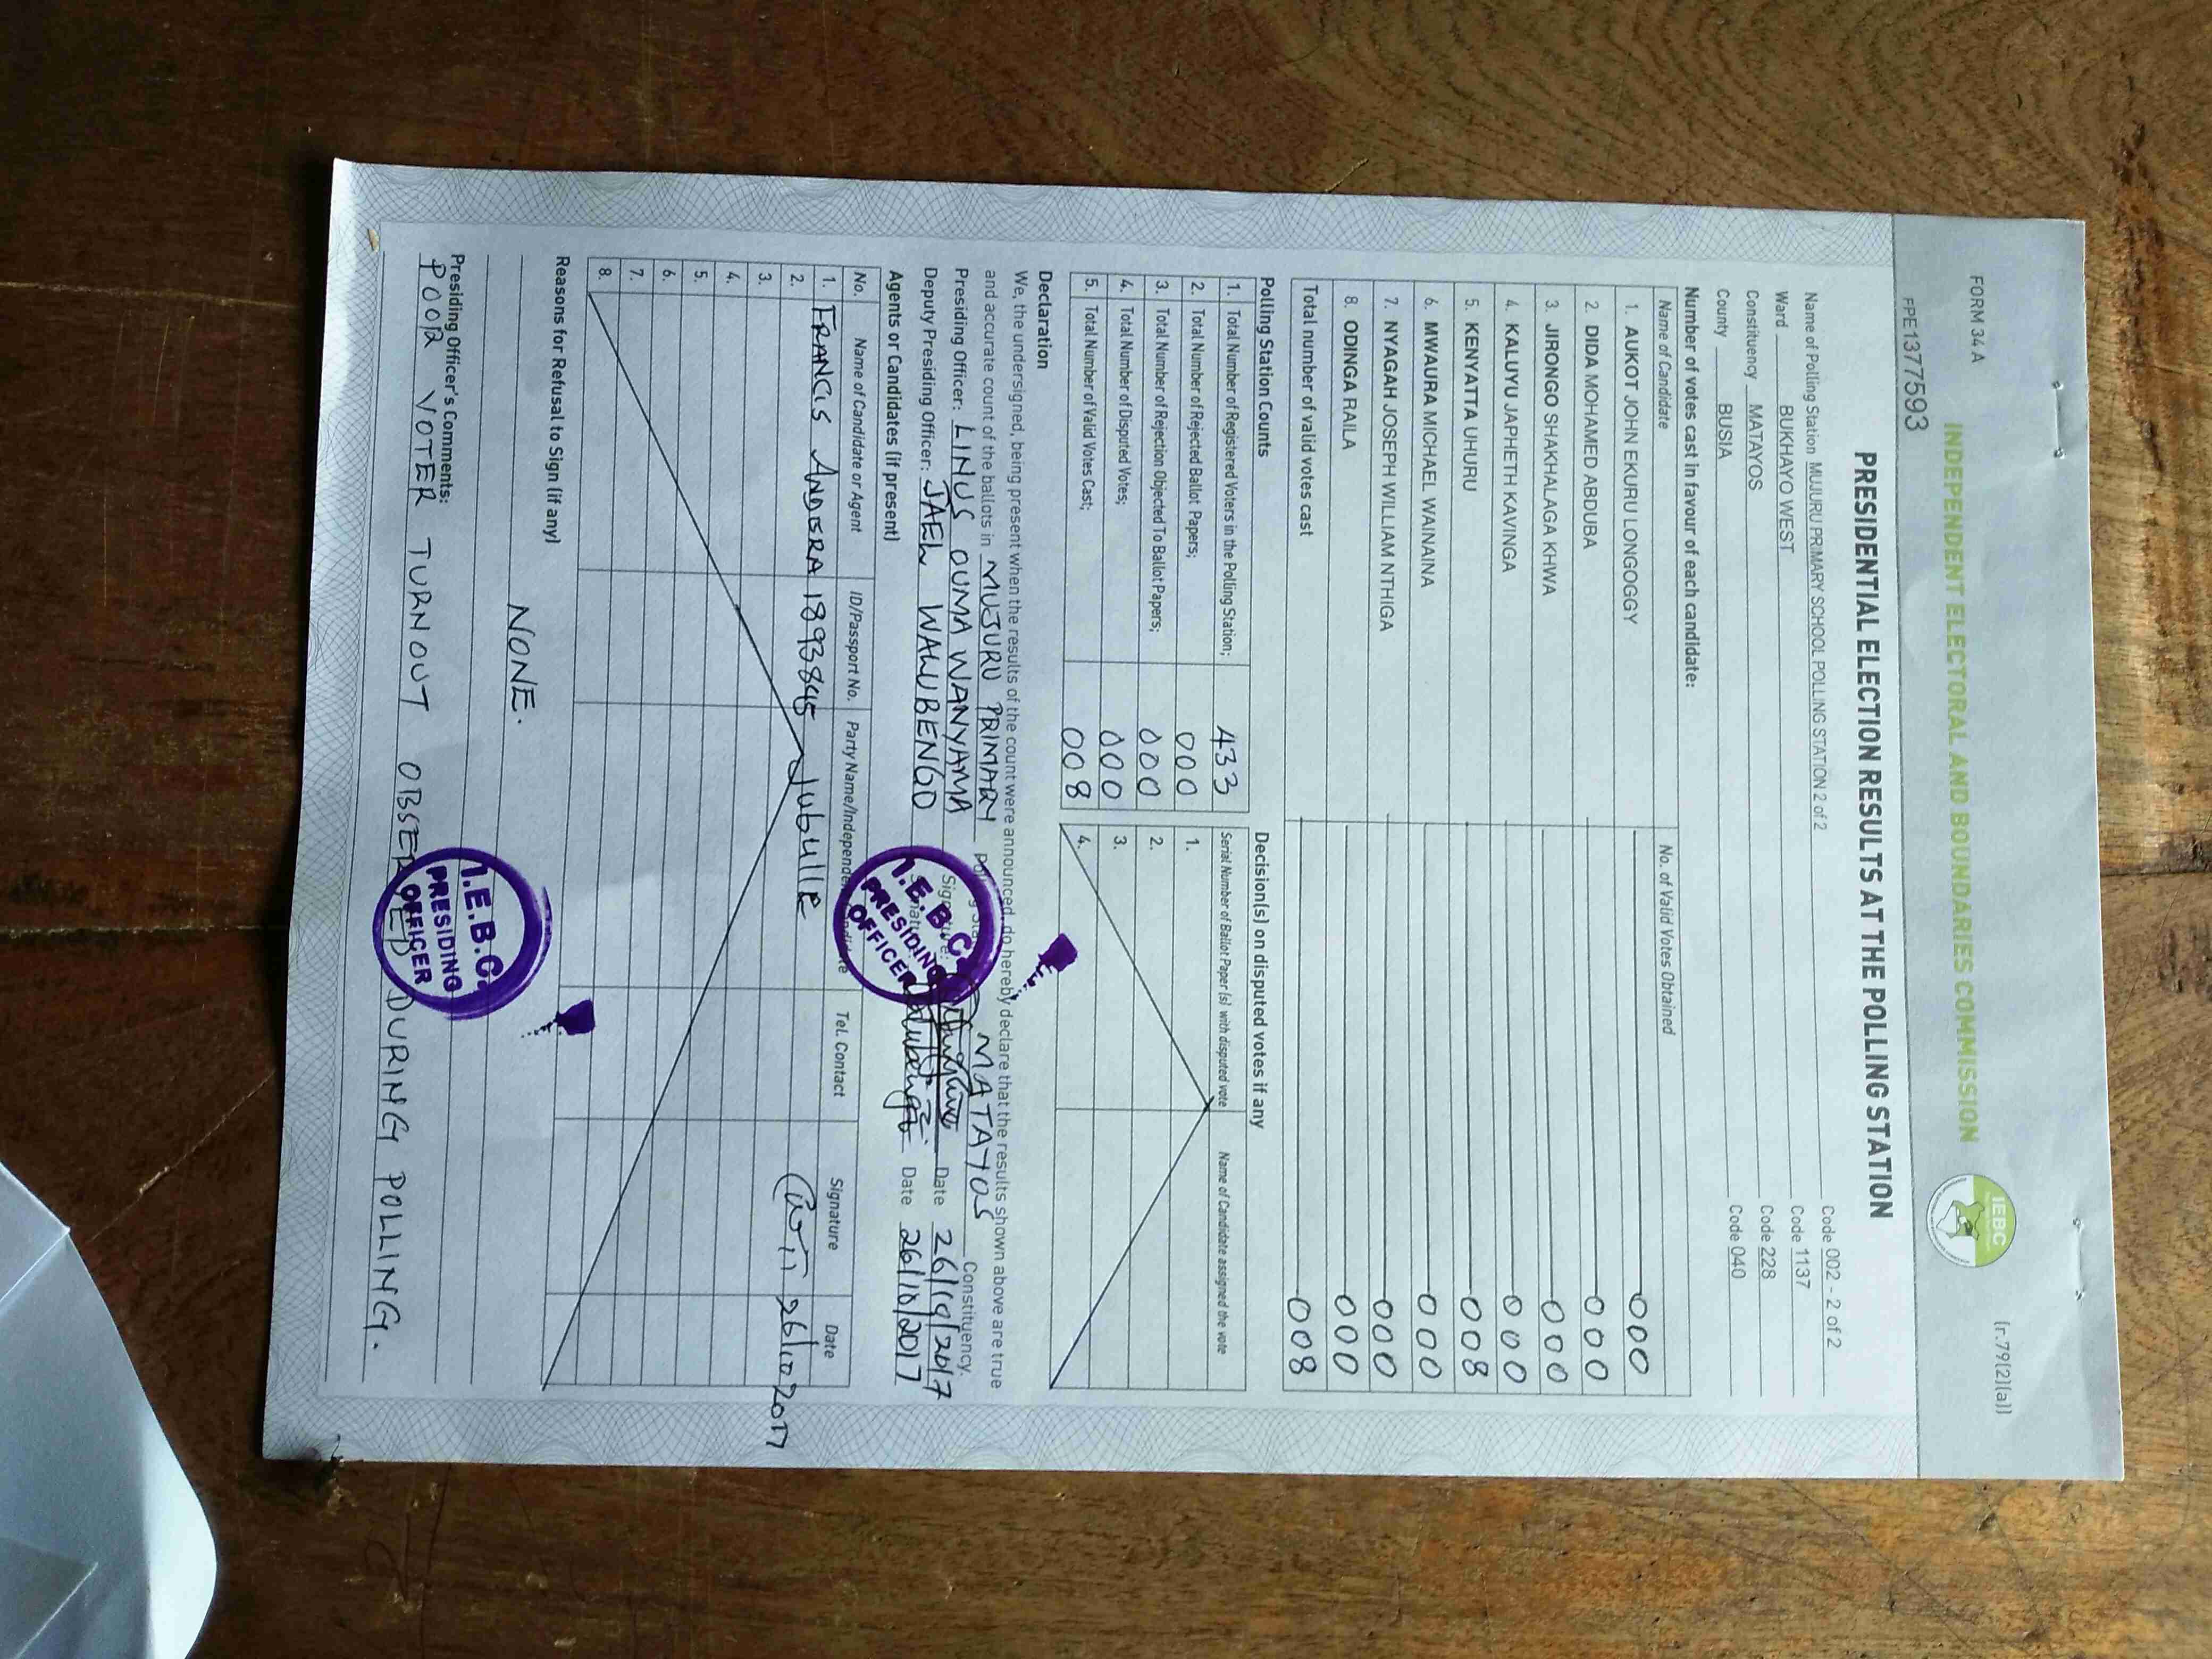 FORM 34A
(r.79(2)(a))
INDEPENDENT ELECTORAL AND BOUNDARIES COMMISSION
IEBC
FPE1377593
PRESIDENTIAL ELECTION RESULTS AT THE POLLING STATION
Name of Polling Station MUJURU PRIMARY SCHOOL POLLING STATION 2 of 2 Code 002 - 2 of 2
Ward BUKHAYO WEST Code 1137
Constituency MATAYOS Code 228
County BUSIA Code 040
Number of votes cast in favour of each candidate:
Name of Candidate No. of Valid Votes Obtained
1. AUKOT JOHN EKURU LONGOGGY 000
2. DIDA MOHAMED ABDUBA 000
3. JIRONGO SHAKHALAGA KHWA 000
4. KALUYU JAPHETH KAVINGA 000
5. KENYATTA UHURU 008
6. MWAURA MICHAEL WAINAINA 000
7. NYAGAH JOSEPH WILLIAM NTHIGA 000
8. ODINGA RAILA 000
Total number of valid votes cast 008
Polling Station Counts
1. Total Number of Registered Voters in the Polling Station; 433
2. Total Number of Rejected Ballot Papers; 000
3. Total Number of Rejection Objected To Ballot Papers; 000
4. Total Number of Disputed Votes; 000
5. Total Number of Valid Votes Cast; 008
Decision(s) on disputed votes if any
Serial Number of Ballot Paper (s) with disputed vote Name of Candidate assigned the vote
1.
2.
3.
4.
Declaration
We, the undersigned, being present when the results of the count were announced, do hereby declare that the results shown above are true
and accurate count of the ballots in MUJURU PRIMARY MATAYOS Constituency.
Presiding Officer: LINUS OUMA WANYAMA Date 26/10/2017
Deputy Presiding Officer: JAEL WALUBENGO Date 26/10/2017
I.E.B.C.
PRESIDING
OFFICER
Agents or Candidates (if present)
No. Name of Candidate or Agent ID/Passport No. Party Name/Independent Candidate Tel. Contact Signature Date
1. FRANCIS ANDERA 18938845 Jubilee 26/10 2017
2.
3.
4.
5.
6.
7.
8.
Reasons for Refusal to Sign (if any)
NONE.
Presiding Officer's Comments:
POOR VOTER TURNOUT OBSERVED DURING POLLING.
I.E.B.C.
PRESIDING
OFFICER